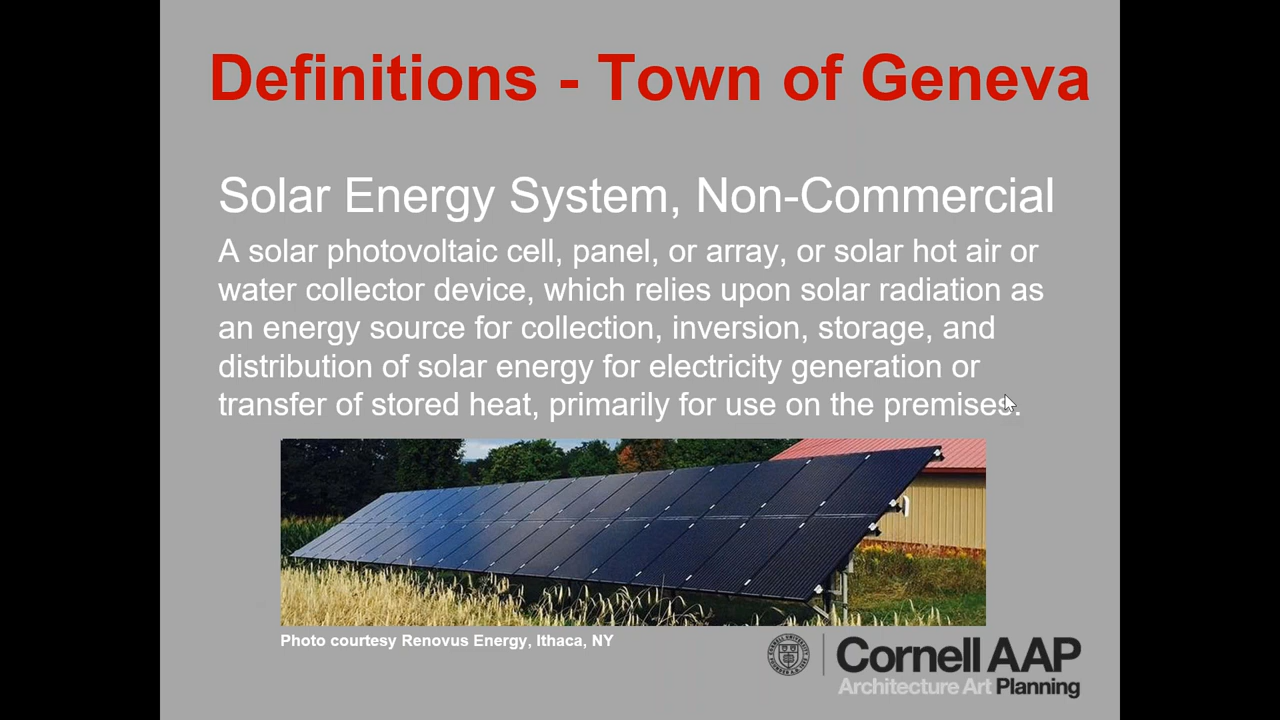 Definitions - Town of Geneva
Solar Energy System, Non-Commercial
A solar photovoltaic cell, panel, or array, or solar hot air or
water collector device, which relies upon solar radiation as
an energy source for collection, inversion, storage, and
distribution of solar energy for electricity generation or
transfer of stored heat, primarily for use on the premises.
Photo courtesy Renovus Energy, Ithaca, NY
Cornell AAP
Architecture Art Planning